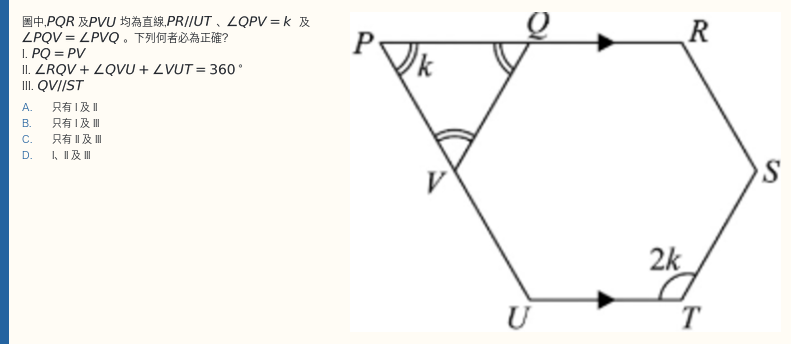 圖中,PQR 及PVU 均為直線,PR//UT 、∠QPV = k 及
∠PQV = ∠PVQ 。下列何者必為正確?
I. PQ = PV
II. ∠RQV + ∠QVU + ∠VUT = 360°
III. QV//ST
A. 只有 I 及 II
B. 只有 I 及 III
C. 只有 II 及 III
D. I、II 及 III
P
Q
R
k
V
S
2k
U
T